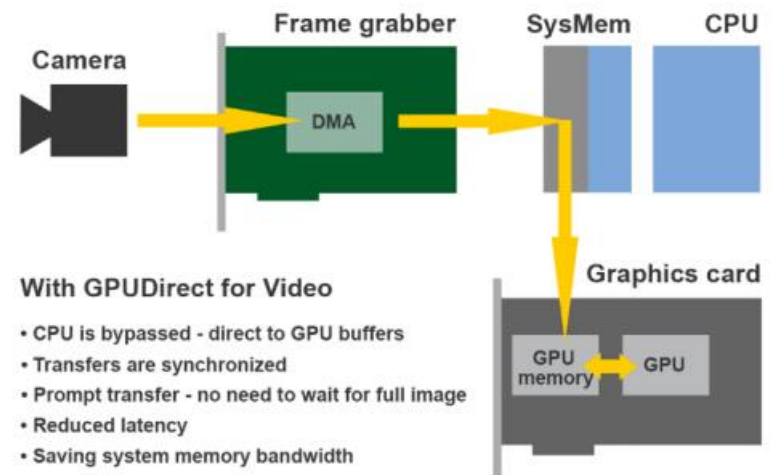 Frame grabber
SysMem
CPU
Camera
DMA
With GPUDirect for Video
Graphics card
• CPU is bypassed - direct to GPU buffers
• Transfers are synchronized
• Prompt transfer - no need to wait for full image
• Reduced latency
• Saving system memory bandwidth
GPU
memory
GPU